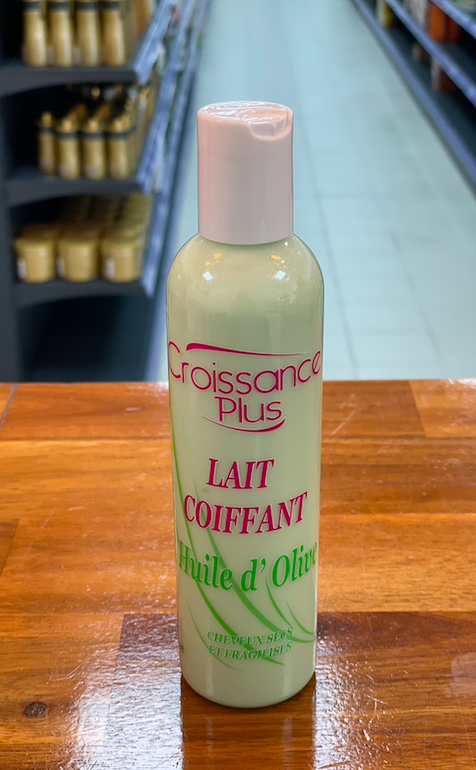 Croissance
Plus
LAIT
COIFFANT
Huile d'Olive
CHEVEUX SECS
ET FRAGILISES